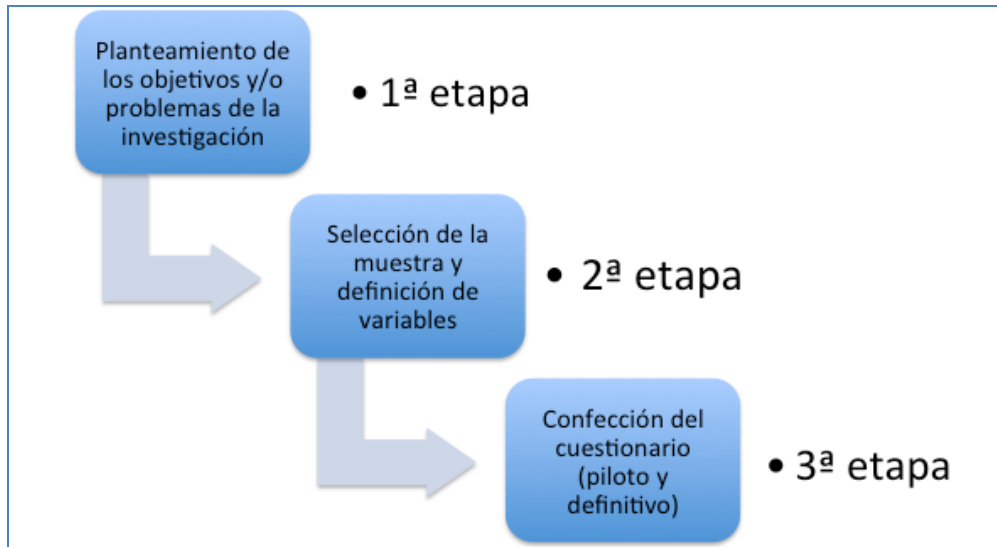 Planteamiento de
los objetivos y/o
problemas de la
investigación
• 1ª etapa
Selección de la
muestra y
definición de
variables
• 2ª etapa
Confección del
cuestionario
(piloto y
definitivo)
• 3ª etapa